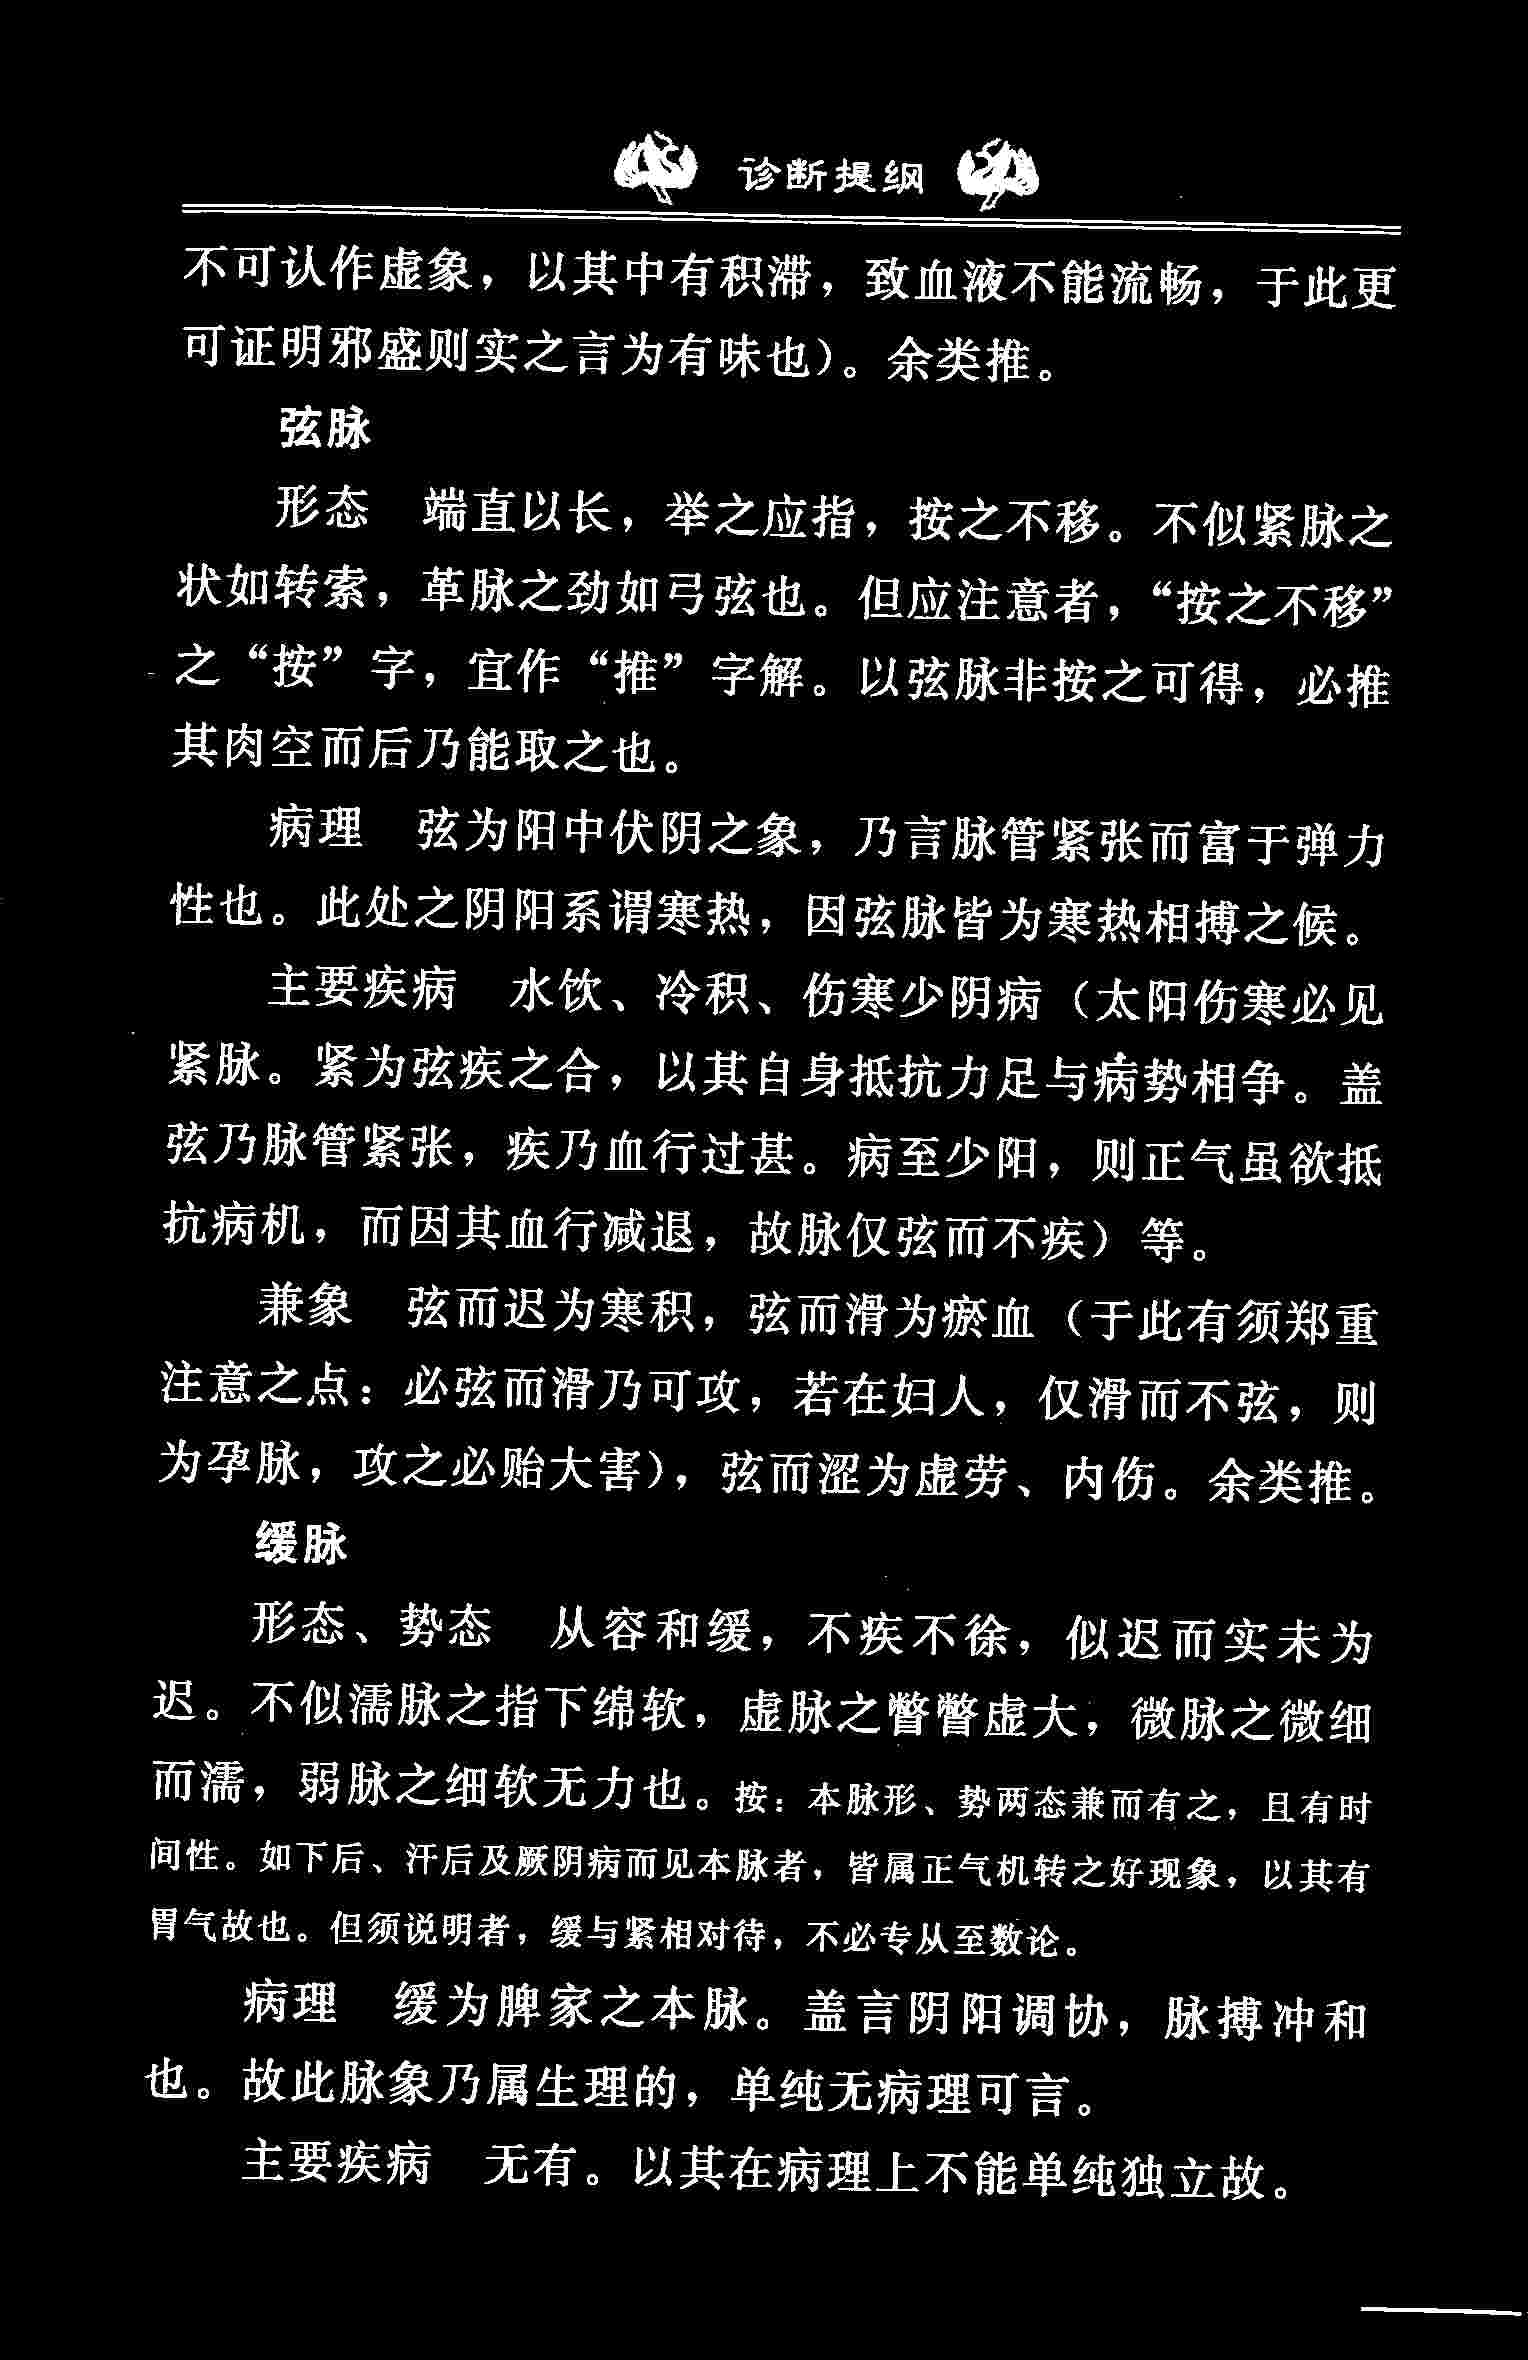 诊断提纲
不可认作虚象，以其中有积滞，致血液不能流畅，于此更
可证明邪盛则实之言为有味也）。余类推。
弦脉
形态　端直以长，举之应指，按之不移。不似紧脉之
状如转索，革脉之劲如弓弦也。但应注意者，“按之不移”
之“按”字，宜作“推”字解。以弦脉非按之可得，必推
其肉空而后乃能取之也。
病理　弦为阳中伏阴之象，乃言脉管紧张而富于弹力
性也。此处之阴阳系谓寒热，因弦脉皆为寒热相搏之候。
主要疾病　水饮、冷积、伤寒少阴病（太阳伤寒必见
紧脉。紧为弦疾之合，以其自身抵抗力足与病势相争。盖
弦乃脉管紧张，疾乃血行过甚。病至少阳，则正气虽欲抵
抗病机，而因其血行减退，故脉仅弦而不疾）等。
兼象　弦而迟为寒积，弦而滑为瘀血（于此有须郑重
注意之点：必弦而滑乃可攻，若在妇人，仅滑而不弦，则
为孕脉，攻之必贻大害），弦而涩为虚劳、内伤。余类推。
缓脉
形态、势态　从容和缓，不疾不徐，似迟而实未为
迟。不似濡脉之指下绵软，虚脉之瞥瞥虚大，微脉之微细
而濡，弱脉之细软无力也。按：本脉形、势两态兼而有之，且有时
间性。如下后、汗后及厥阴病而见本脉者，皆属正气机转之好现象，以其有
胃气故也。但须说明者，缓与紧相对待，不必专从至数论。
病理　缓为脾家之本脉。盖言阴阳调协，脉搏冲和
也。故此脉象乃属生理的，单纯无病理可言。
主要疾病　无有。以其在病理上不能单纯独立故。